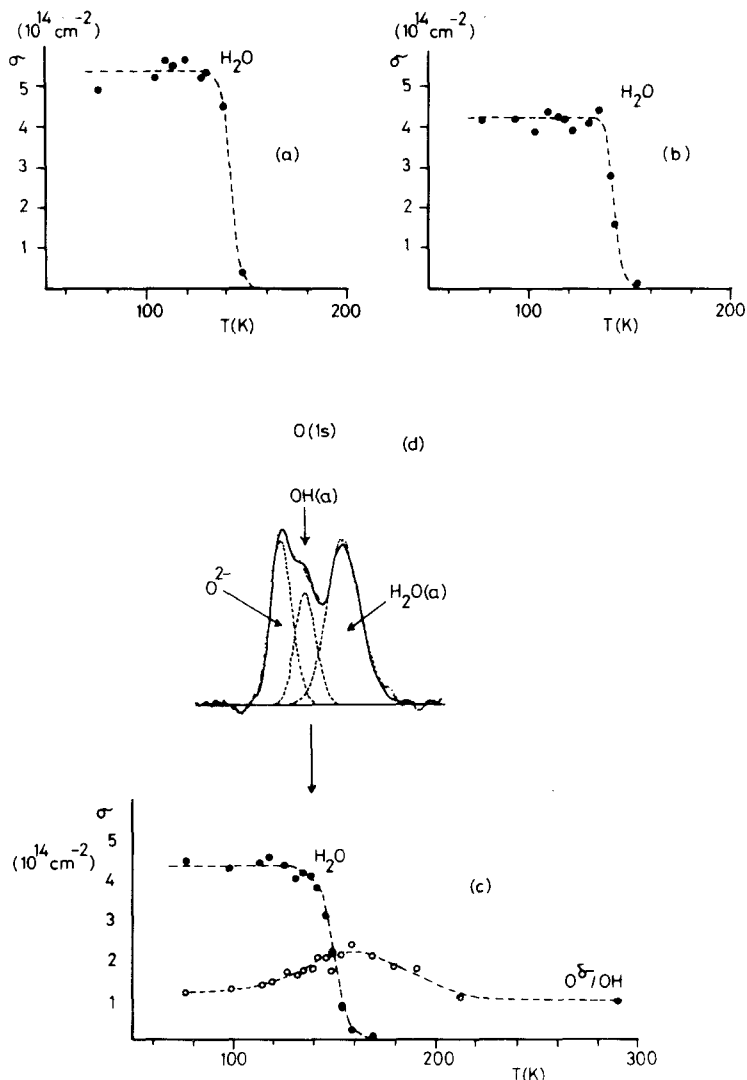 (10¹⁴ cm⁻²)
σ
5
4
3
2
1
H₂O
(a)
100
200
T(K)
(10¹⁴ cm⁻²)
σ
5
4
3
2
1
H₂O
(b)
100
200
T(K)
O(1s)
(d)
OH(a)
O²⁻
H₂O(a)
σ
(10¹⁴ cm⁻²)
5
4
3
2
1
H₂O
(c)
O^δ⁻/OH
100
200
300
T(K)